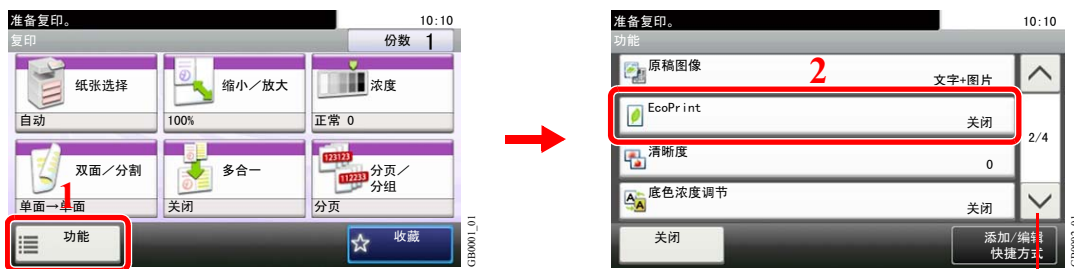 准备复印。
10:10
复印
份数 1
纸张选择
缩小／放大
浓度
自动
100%
正常 0
双面／分割
多合一
123123
112233
分页／
分组
1
单面→单面
关闭
分页
功能
收藏
GB0001_01
准备复印。
10:10
功能
原稿图像
2
文字+图片
EcoPrint
关闭
2/4
清晰度
0
底色浓度调节
关闭
关闭
添加/编辑
快捷方式